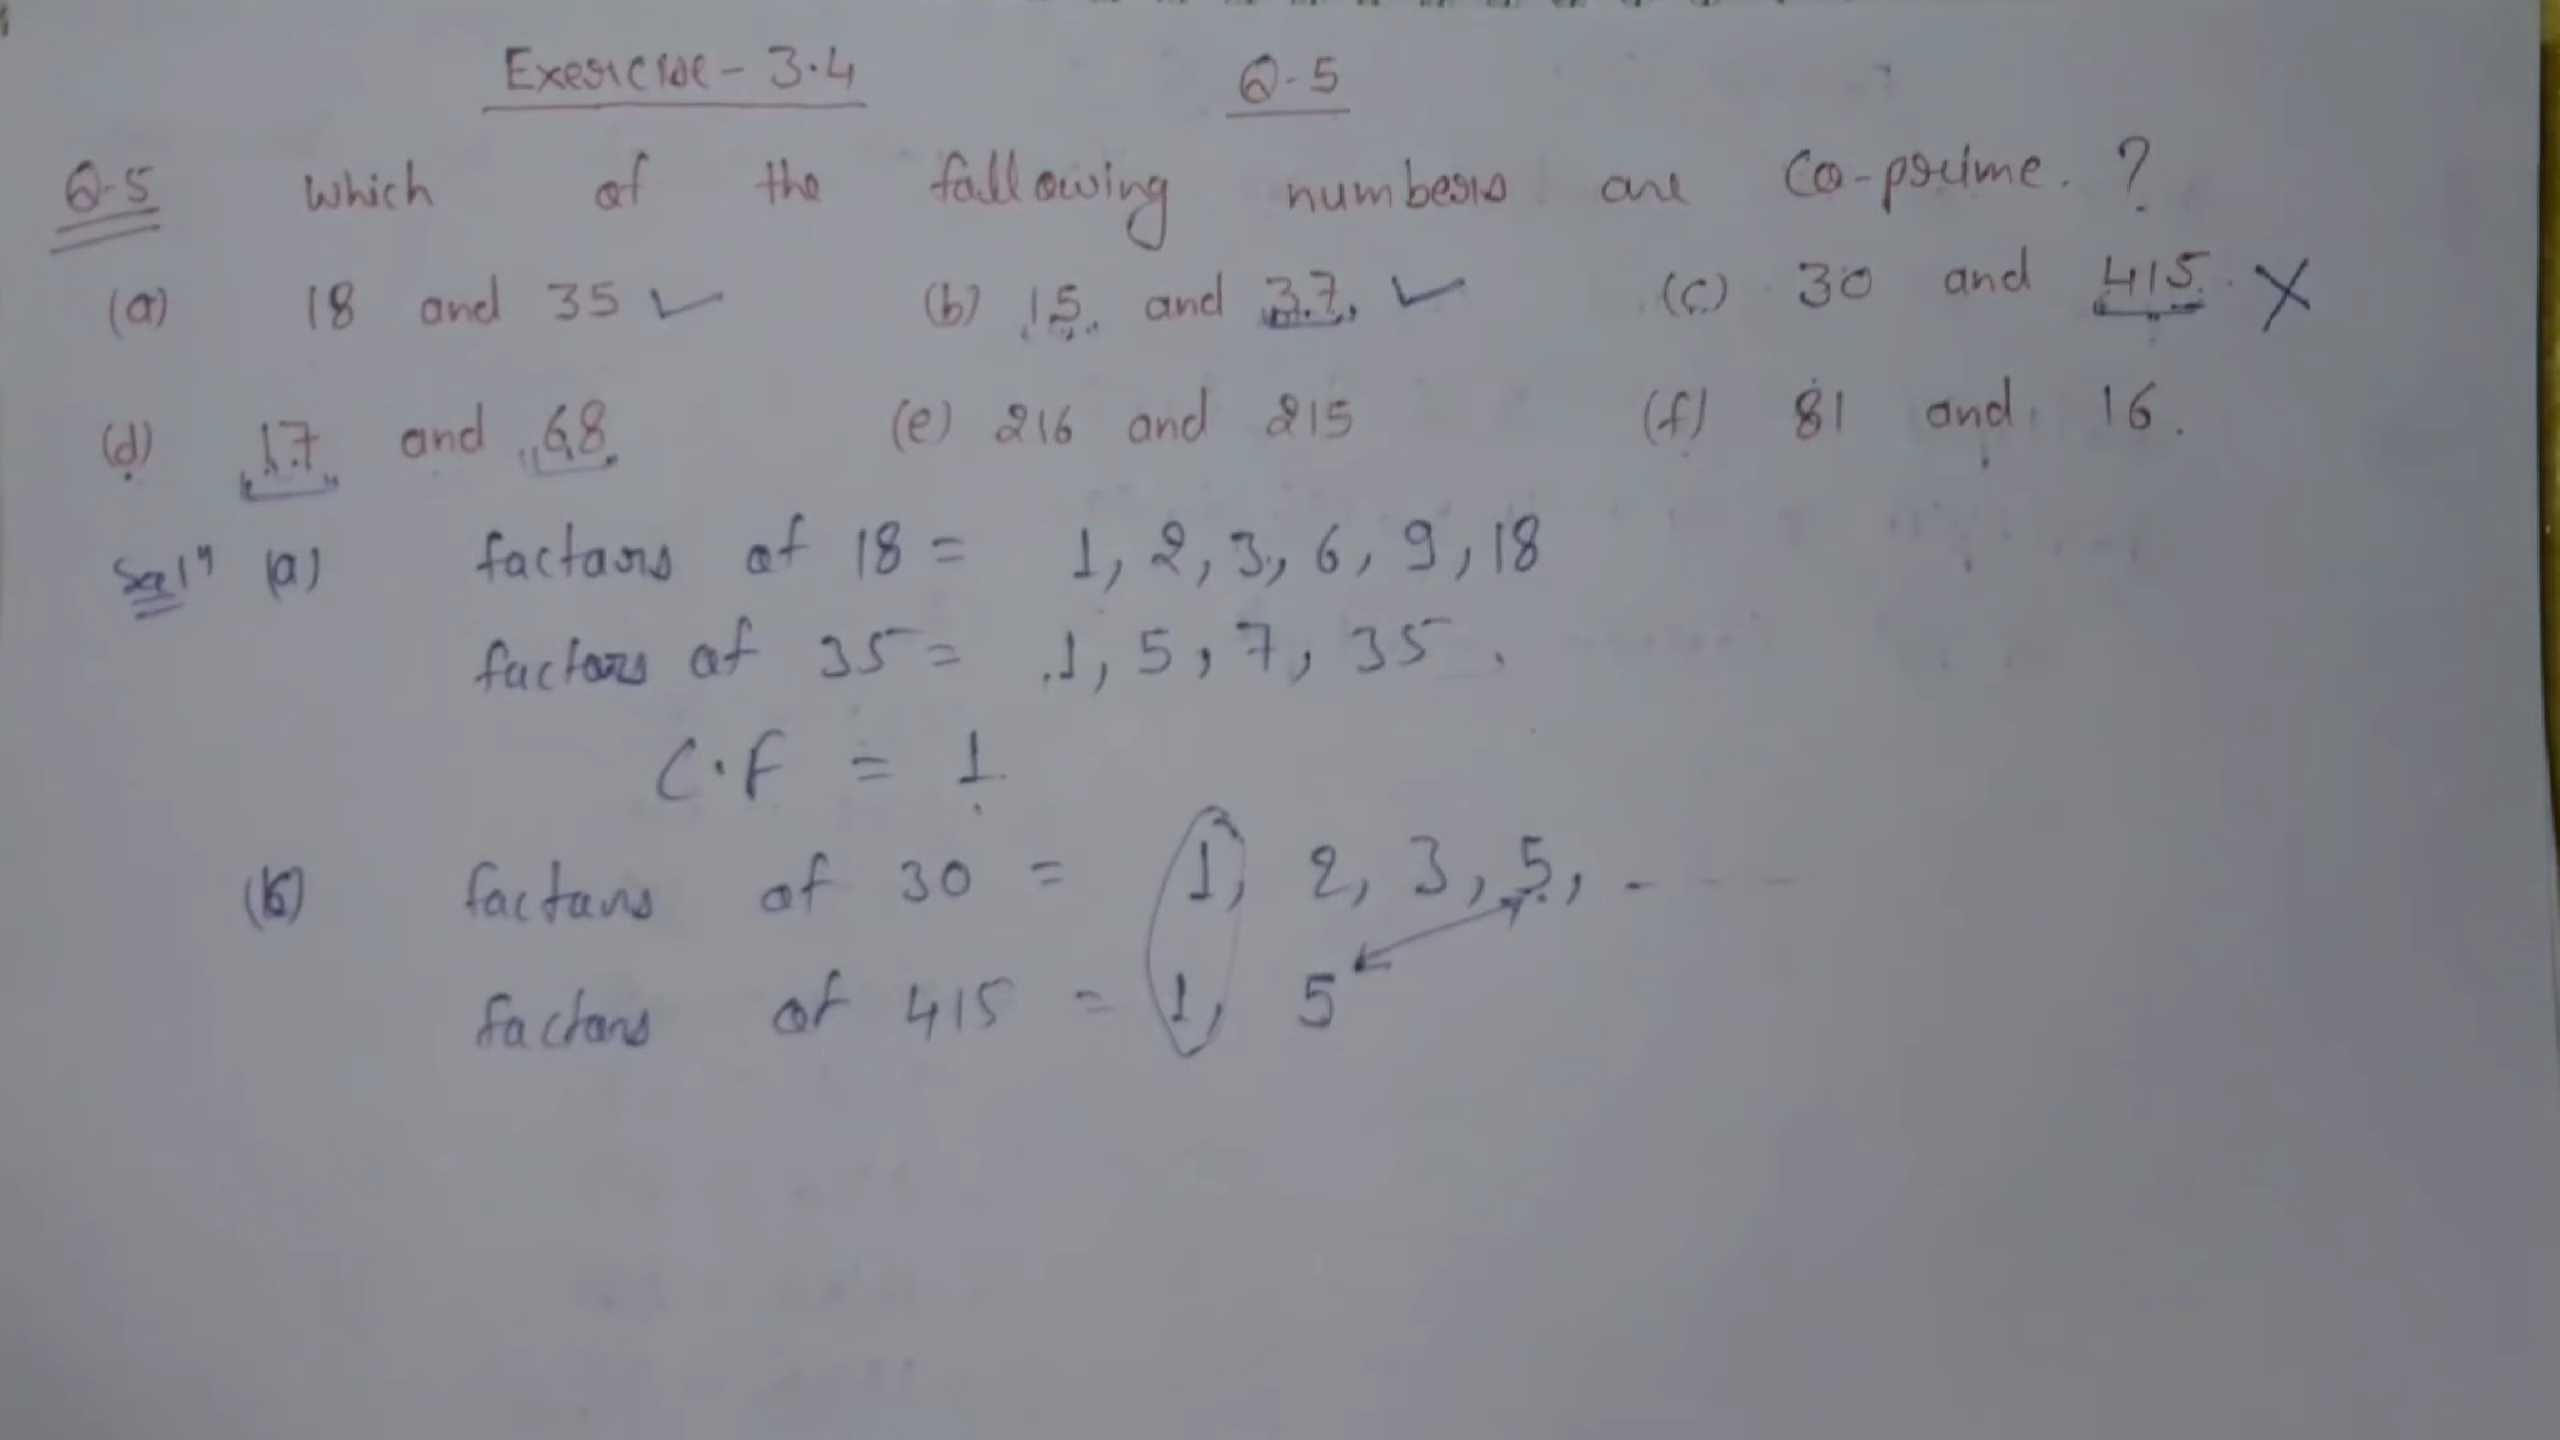 Exercise - 3.4 Q.5
Q.5 Which of the following numbers are Co-prime. ?
(a) 18 and 35 ✓ (b) 15 and 37 ✓ (c) 30 and 415 X
(d) 17 and 68 (e) 216 and 215 (f) 81 and 16.
Solⁿ (a) factors of 18 = 1, 2, 3, 6, 9, 18
factors of 35 = 1, 5, 7, 35.
C.F = 1
(b) factors of 30 = 1, 2, 3, 5, - - - -
factors of 415 = 1, 5